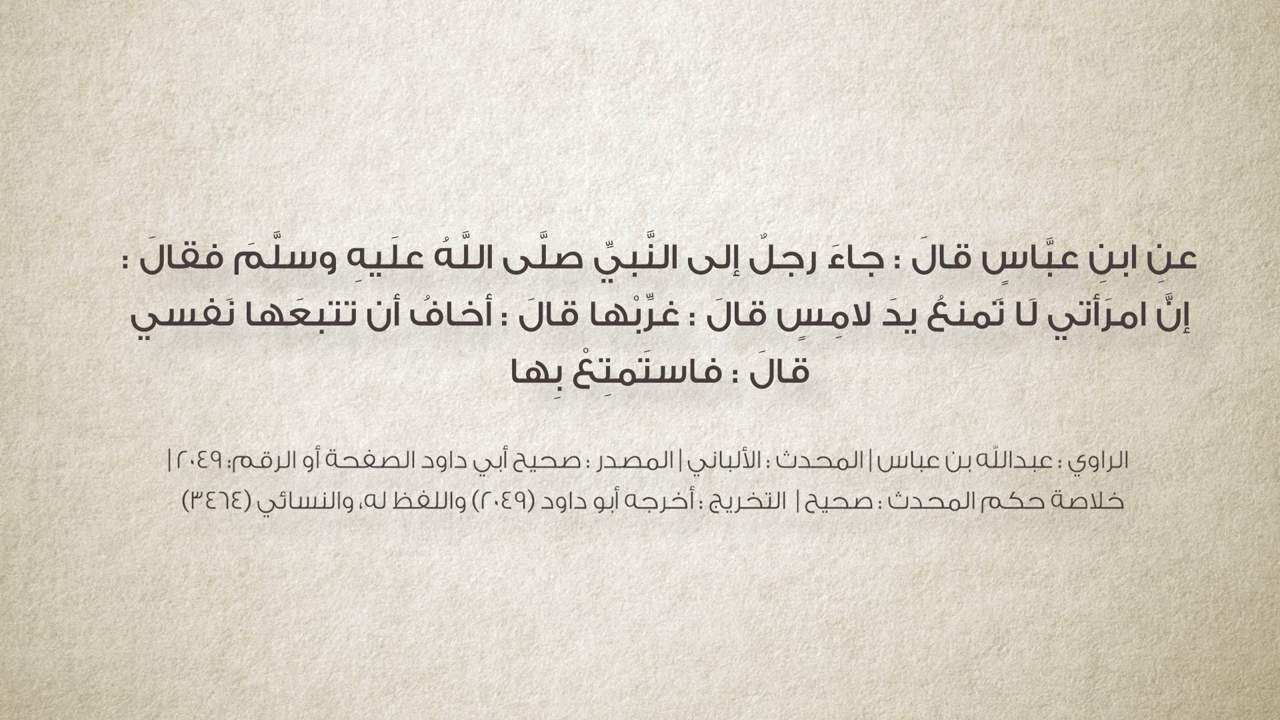 عنِ ابنِ عبَّاسٍ قالَ : جاءَ رجلٌ إلى النَّبيِّ صلَّى اللَّهُ علَيهِ وسلَّمَ فقالَ :
إنَّ امرَأتي لَا تَمنعُ يدَ لامِسٍ قالَ : غرِّبْها قالَ : أخافُ أن تتبعَها نَفسي
قالَ : فاستَمتِعْ بِها
الراوي : عبدالله بن عباس | المحدث : الألباني | المصدر : صحيح أبي داود الصفحة أو الرقم: ٢٠٤٩ |
خلاصة حكم المحدث : صحيح | التخريج : أخرجه أبو داود (٢٠٤٩) واللفظ له، والنسائي (٣٤٦٤)